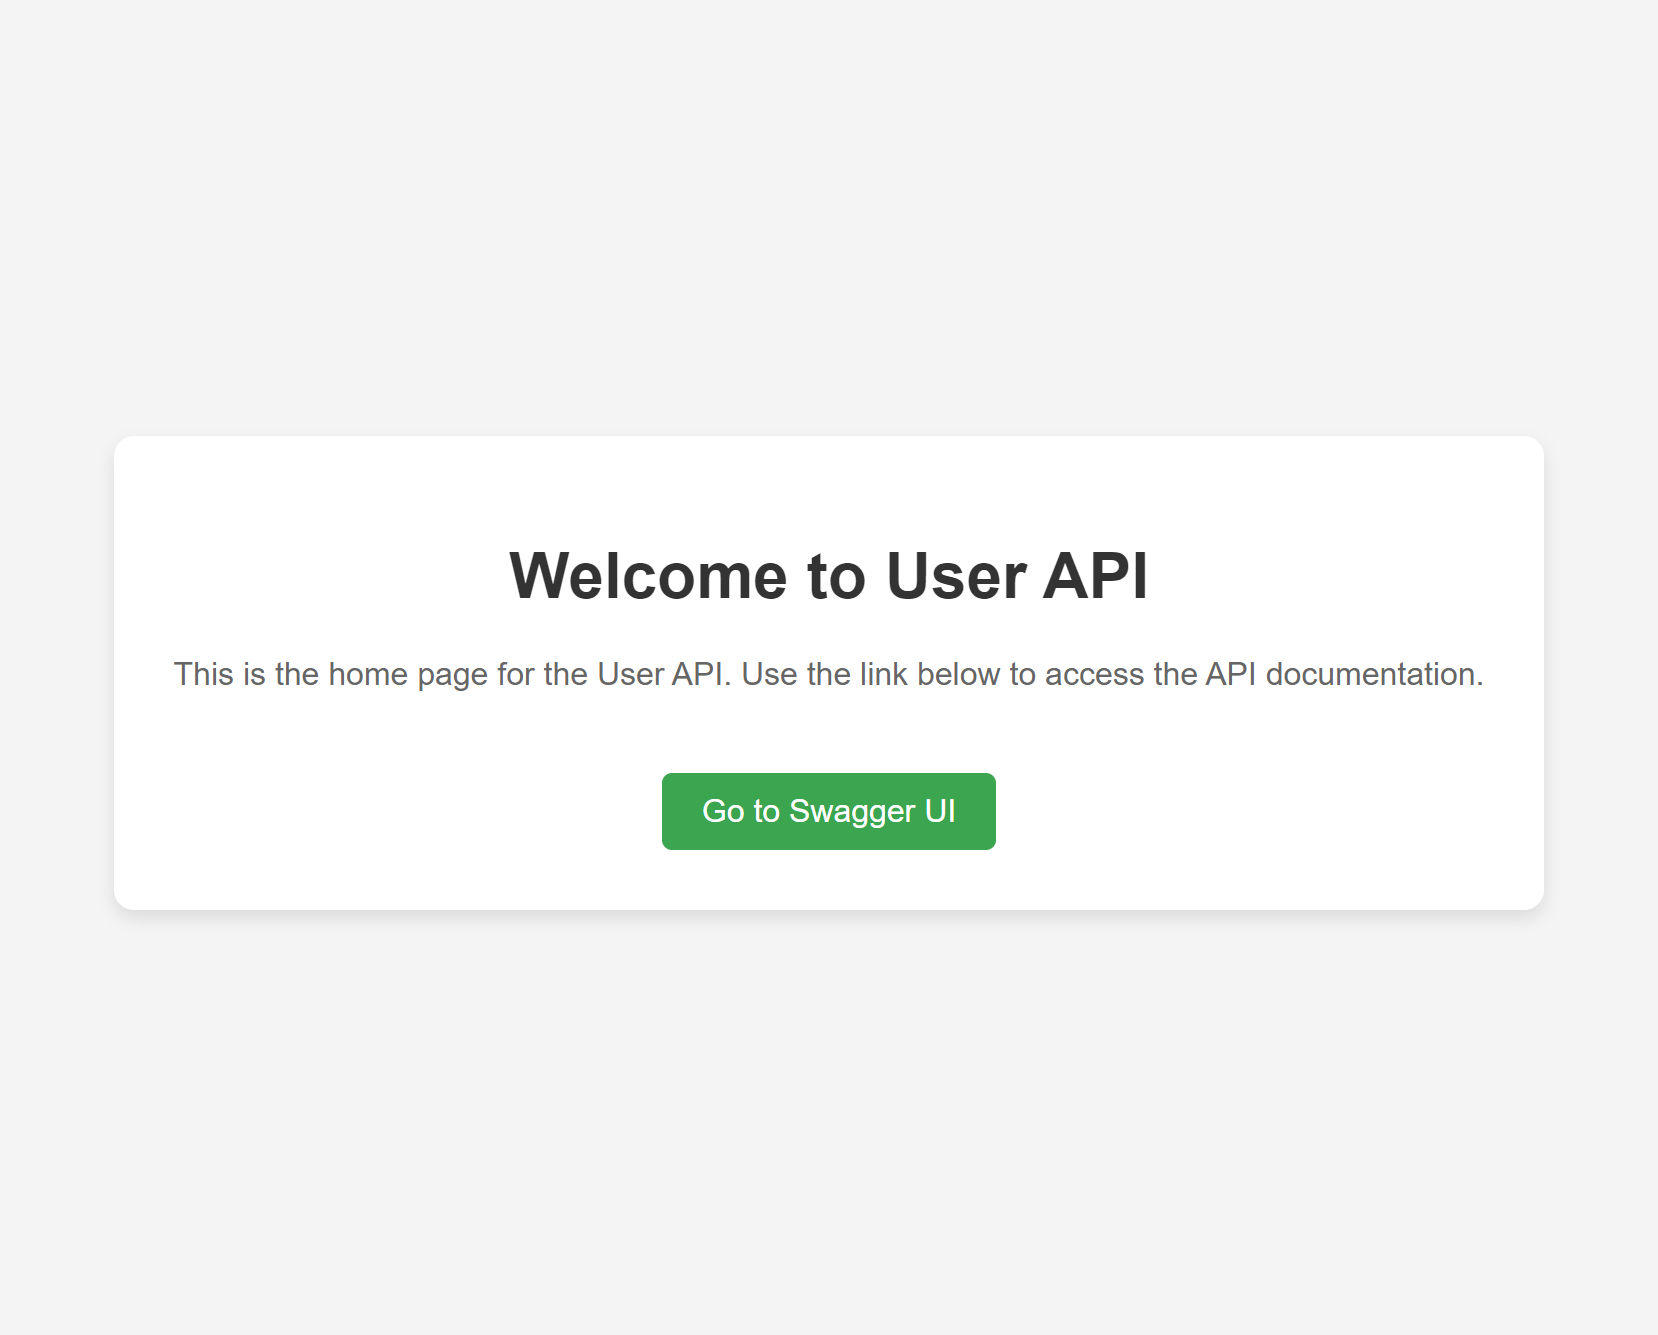 Welcome to User API
This is the home page for the User API. Use the link below to access the API documentation.
Go to Swagger UI